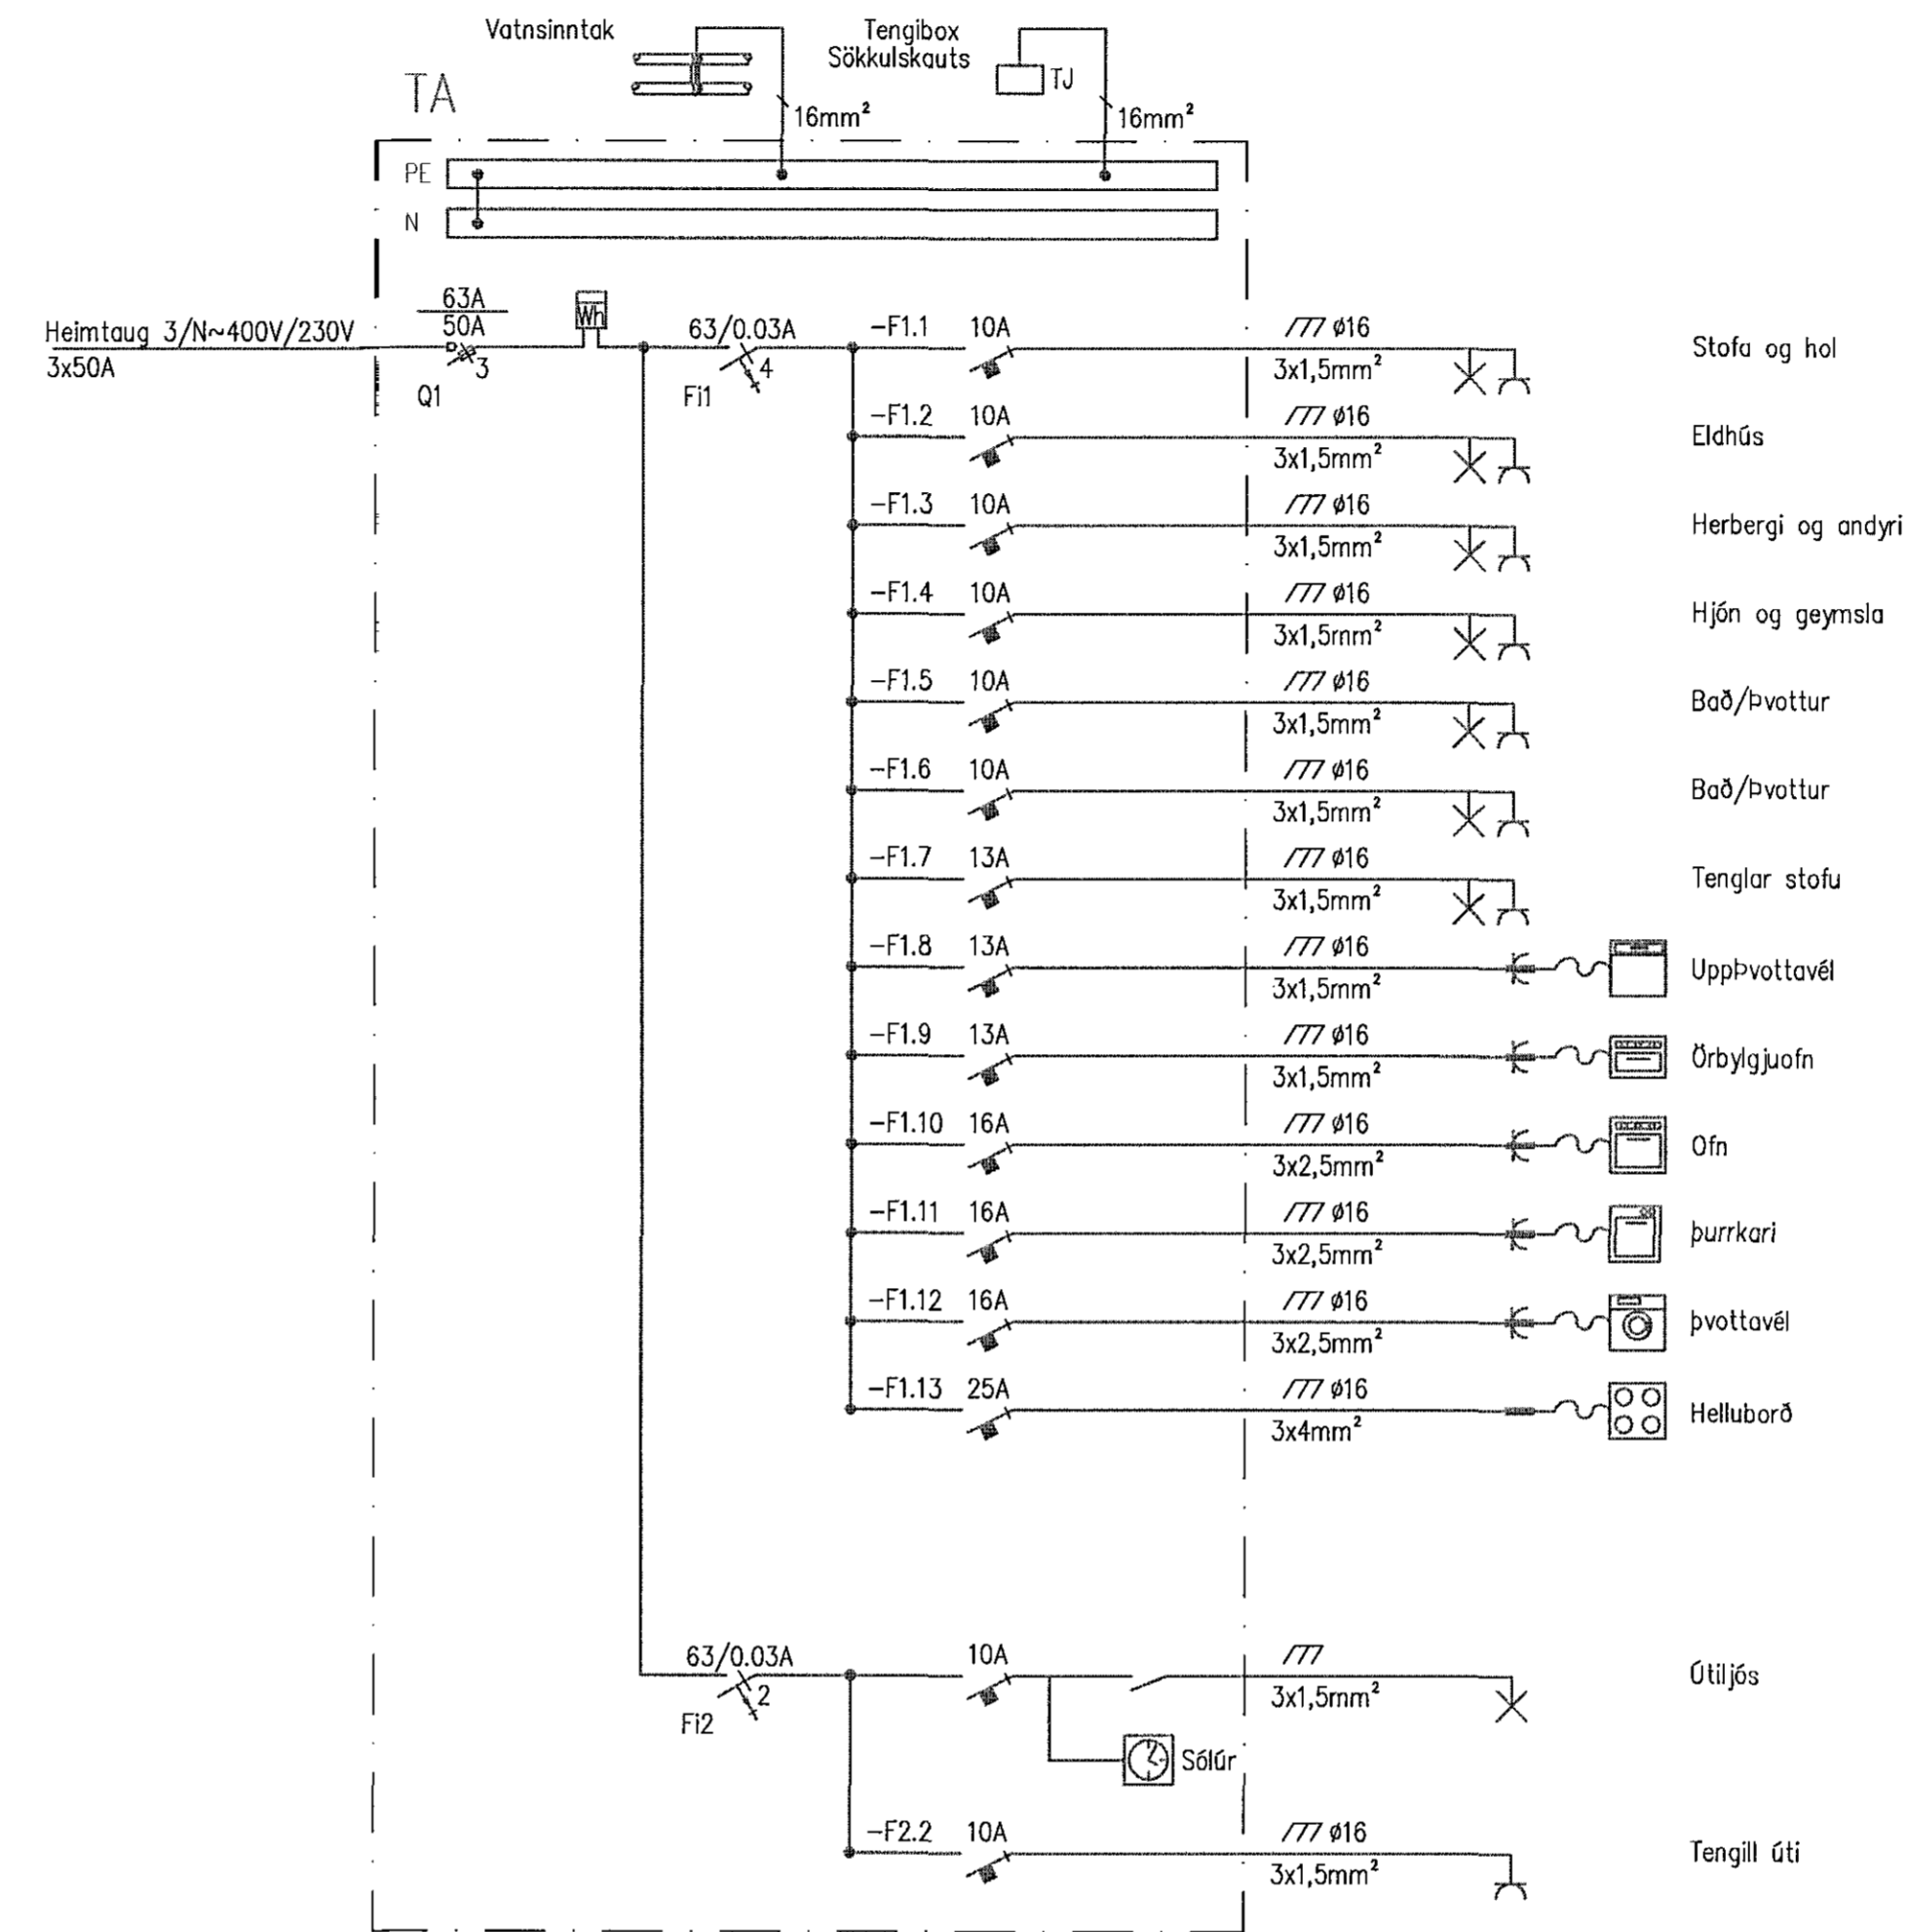 Vatnsinntak
Tengibox
Sökkulskauts
TJ
TA
16mm²
16mm²
PE
N
63A
50A
3
Q1
Wh
Heimtaug 3/N~400V/230V
3x50A
63/0.03A
4
Fi1
-F1.1 10A ø16
3x1,5mm²
Stofa og hol
-F1.2 10A ø16
3x1,5mm²
Eldhús
-F1.3 10A ø16
3x1,5mm²
Herbergi og andyri
-F1.4 10A ø16
3x1,5mm²
Hjón og geymsla
-F1.5 10A ø16
3x1,5mm²
Bað/Þvottur
-F1.6 10A ø16
3x1,5mm²
Bað/Þvottur
-F1.7 13A ø16
3x1,5mm²
Tenglar stofu
-F1.8 13A ø16
3x1,5mm²
UppÞvottavél
-F1.9 13A ø16
3x1,5mm²
Örbylgjuofn
-F1.10 16A ø16
3x2,5mm²
Ofn
-F1.11 16A ø16
3x2,5mm²
þurrkari
-F1.12 16A ø16
3x2,5mm²
þvottavél
-F1.13 25A ø16
3x4mm²
Helluborð
63/0.03A
2
Fi2
10A
3x1,5mm²
Útiljós
Sólúr
-F2.2 10A ø16
3x1,5mm²
Tengill úti